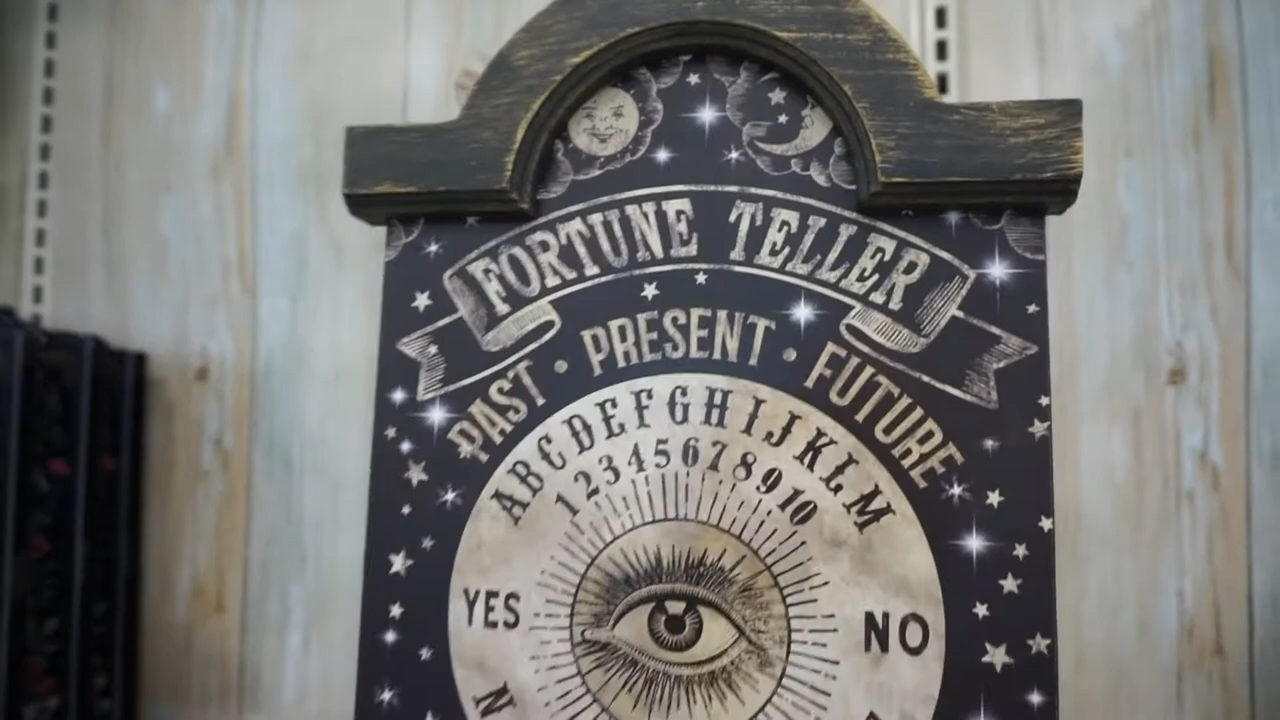 FORTUNE TELLER
PAST • PRESENT • FUTURE
ABCDEFGHIJKLM
12345678910
YES
NO
N